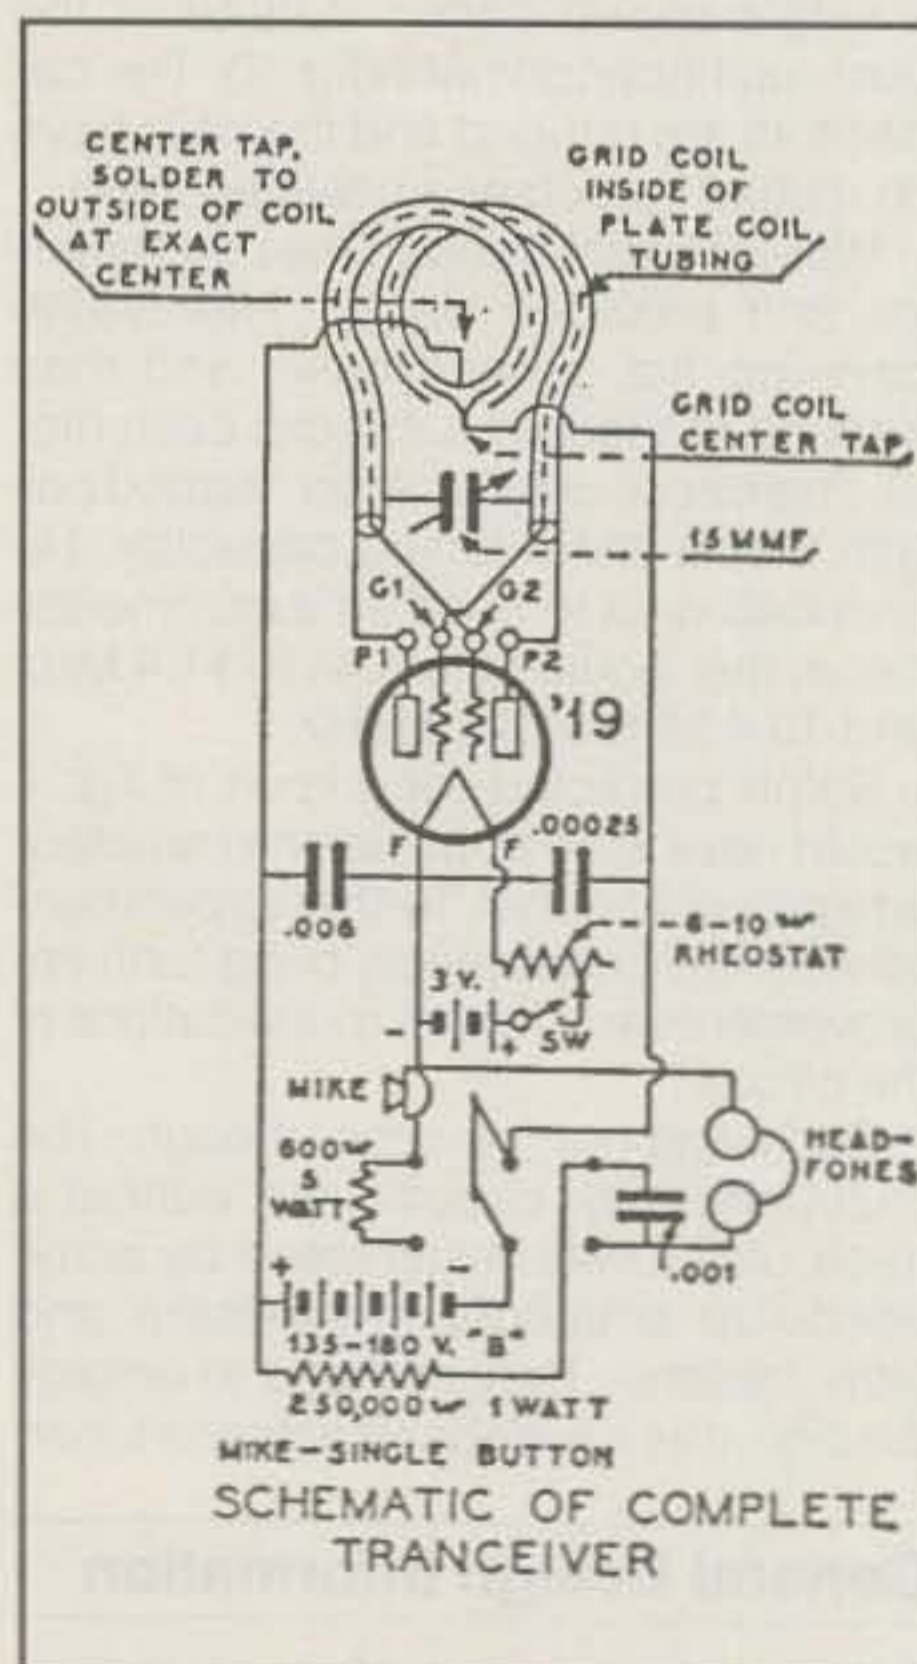 CENTER TAP,
SOLDER TO
OUTSIDE OF COIL
AT EXACT
CENTER
GRID COIL
INSIDE OF
PLATE COIL
TUBING
GRID COIL
CENTER TAP
15 MMF.
G1
G2
P1
P2
'19
F
F
.00025
.006
6-10 ω
RHEOSTAT
3 V.
- +
SW
MIKE
HEAD-
FONES
600 ω
5
WATT
.001
+ -
135-180 V. "B"
250,000 ω 1 WATT
MIKE-SINGLE BUTTON
SCHEMATIC OF COMPLETE
TRANCEIVER